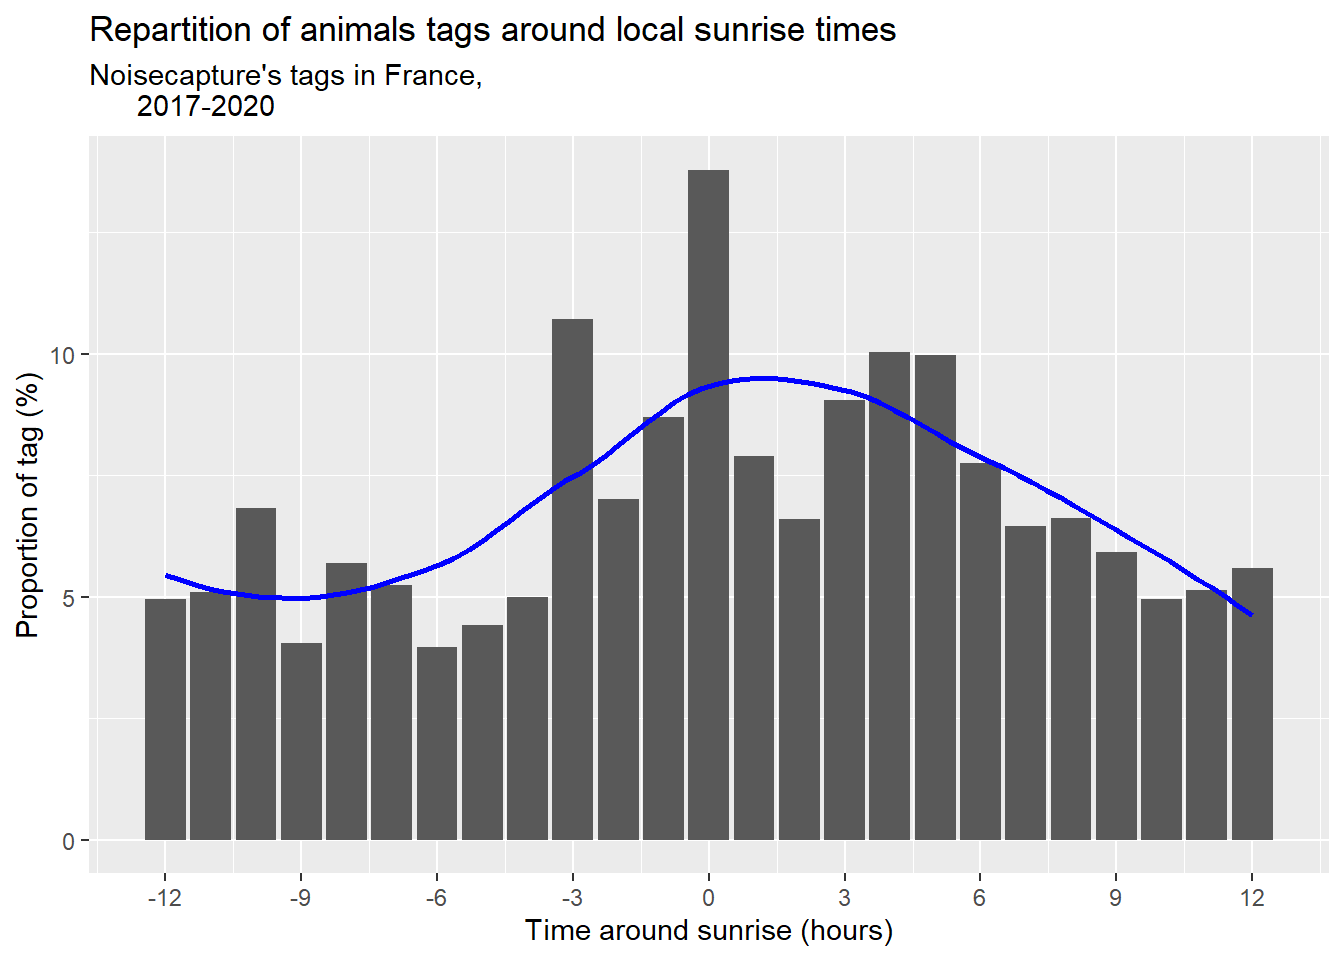 Repartition of animals tags around local sunrise times
Noisecapture's tags in France,
2017-2020
Proportion of tag (%)
10
5
0
-12 -9 -6 -3 0 3 6 9 12
Time around sunrise (hours)